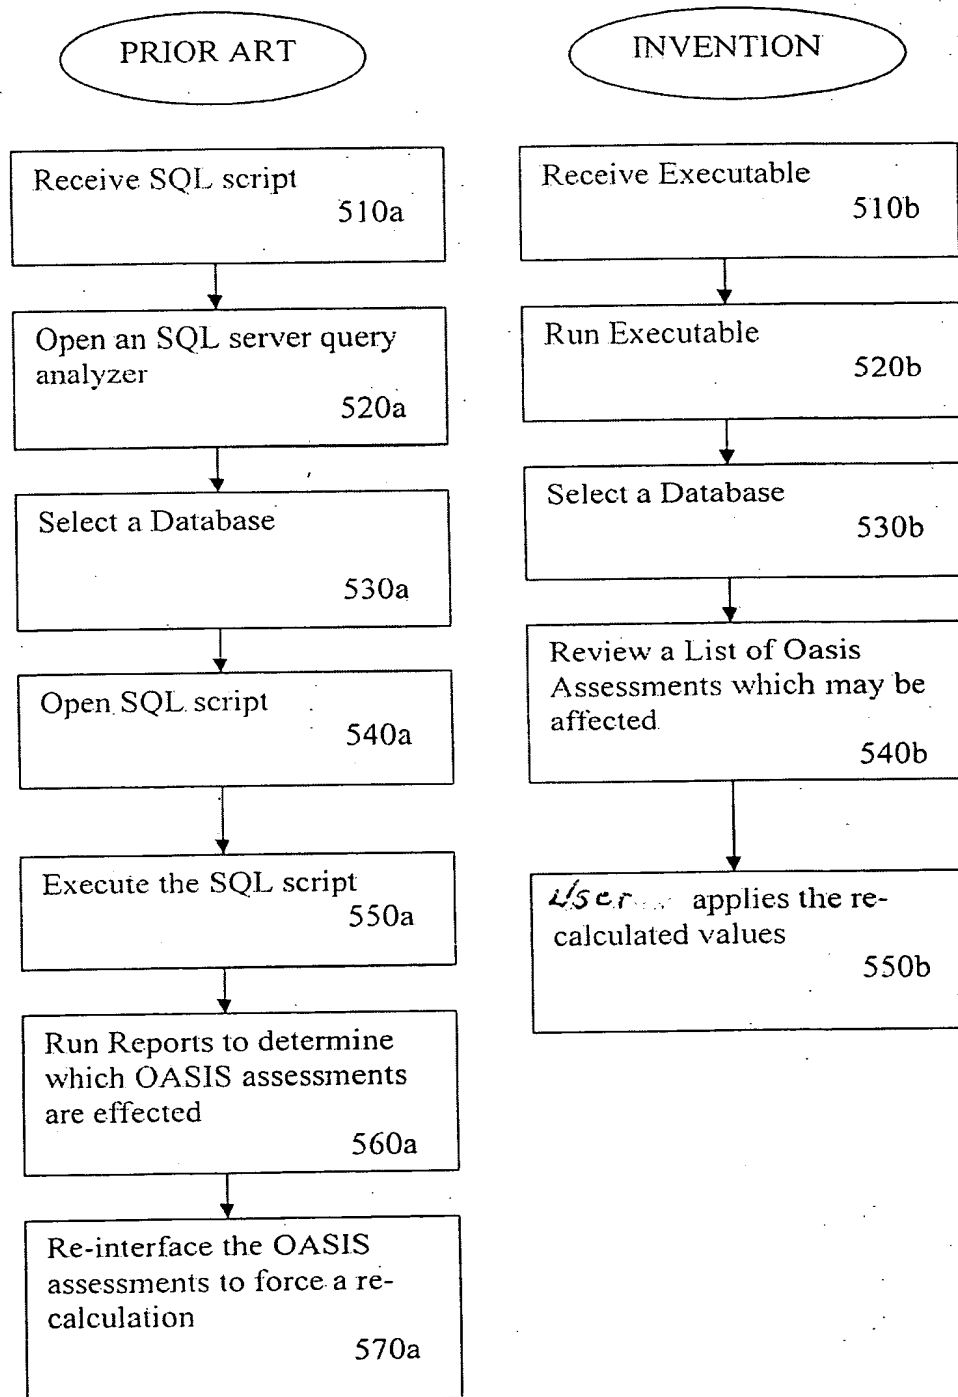 PRIOR ART
Receive SQL script
510a
Open an SQL server query
analyzer
520a
Select a Database
530a
Open SQL script
540a
Execute the SQL script
550a
Run Reports to determine
which OASIS assessments
are effected
560a
Re-interface the OASIS
assessments to force a re-
calculation
570a
INVENTION
Receive Executable
510b
Run Executable
520b
Select a Database
530b
Review a List of Oasis
Assessments which may be
affected
540b
User applies the re-
calculated values
550b